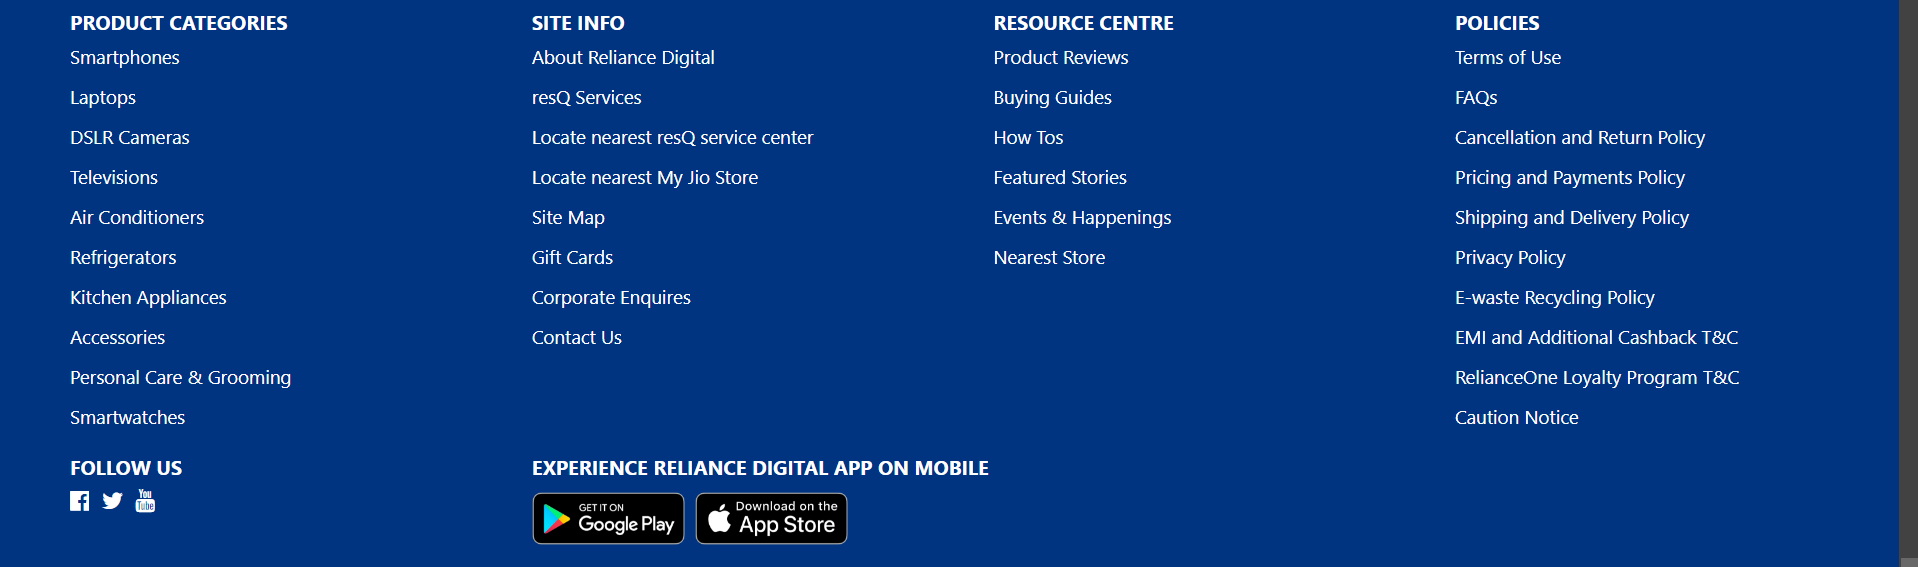 PRODUCT CATEGORIES
Smartphones
Laptops
DSLR Cameras
Televisions
Air Conditioners
Refrigerators
Kitchen Appliances
Accessories
Personal Care & Grooming
Smartwatches
SITE INFO
About Reliance Digital
resQ Services
Locate nearest resQ service center
Locate nearest My Jio Store
Site Map
Gift Cards
Corporate Enquires
Contact Us
RESOURCE CENTRE
Product Reviews
Buying Guides
How Tos
Featured Stories
Events & Happenings
Nearest Store
POLICIES
Terms of Use
FAQs
Cancellation and Return Policy
Pricing and Payments Policy
Shipping and Delivery Policy
Privacy Policy
E-waste Recycling Policy
EMI and Additional Cashback T&C
RelianceOne Loyalty Program T&C
Caution Notice
FOLLOW US
You
Tube
EXPERIENCE RELIANCE DIGITAL APP ON MOBILE
GET IT ON
Google Play
Download on the
App Store